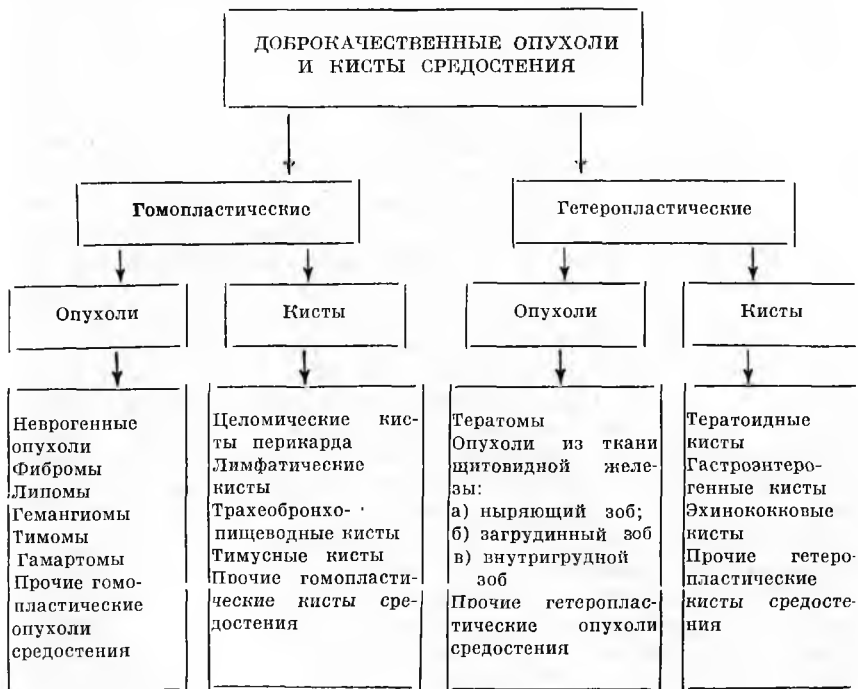 ДОБРОКАЧЕСТВЕННЫЕ ОПУХОЛИ
И КИСТЫ СРЕДОСТЕНИЯ
Гомопластические
Гетеропластические
Опухоли
Кисты
Опухоли
Кисты
Неврогенные
опухоли
Фибромы
Липомы
Гемангиомы
Тимомы
Гамартомы
Прочие гомо-
пластические
опухоли
средостения
Целомические кис-
ты перикарда
Лимфатические
кисты
Трахеобронхо-
пищеводные кисты
Тимусные кисты
Прочие гомопласти-
ческие кисты сре-
достения
Тератомы
Опухоли из ткани
щитовидной желе-
зы:
а) ныряющий зоб;
б) загрудинный зоб
в) внутригрудной
зоб
Прочие гетероплас-
тические опухоли
средостения
Тератоидные
кисты
Гастроэнтеро-
генные кисты
Эхинококковые
кисты
Прочие гетеро-
пластические
кисты средосте-
ния